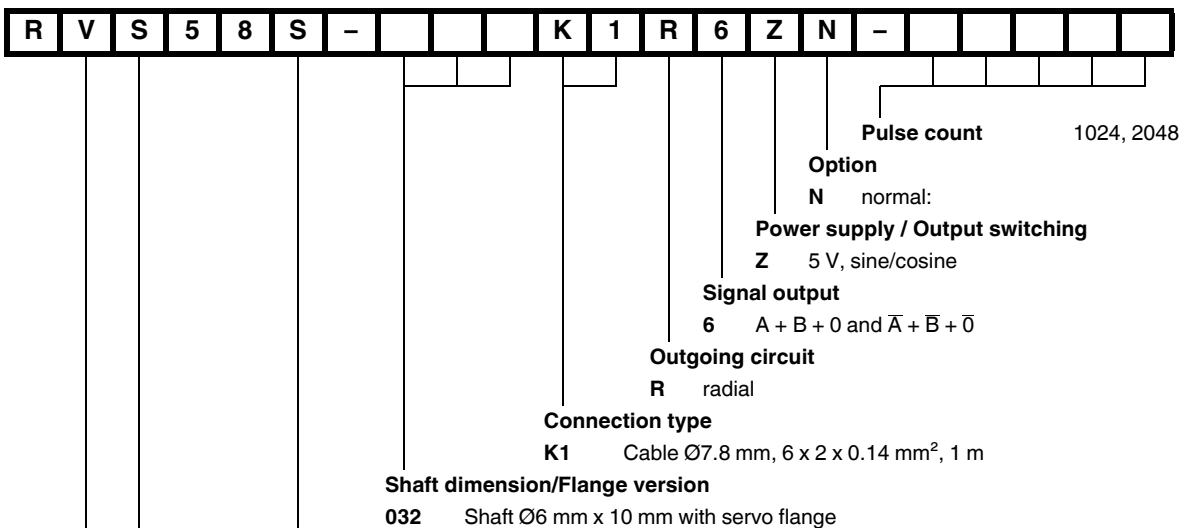 R V S 5 8 S – K 1 R 6 Z N –
Pulse count 1024, 2048
Option
N normal:
Power supply / Output switching
Z 5 V, sine/cosine
Signal output
6 A + B + 0 and A̅ + B̅ + 0̅
Outgoing circuit
R radial
Connection type
K1 Cable Ø7.8 mm, 6 x 2 x 0.14 mm², 1 m
Shaft dimension/Flange version
032 Shaft Ø6 mm x 10 mm with servo flange